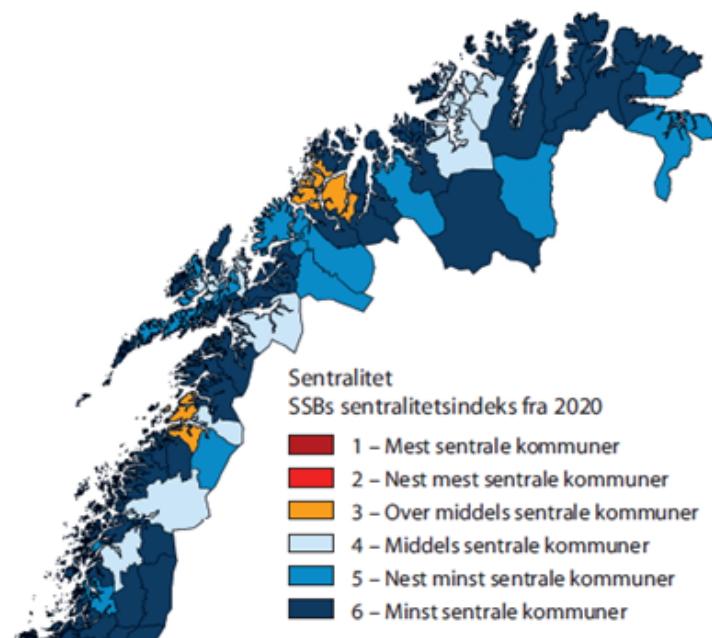 Sentralitet
SSBs sentralitetsindeks fra 2020
1 – Mest sentrale kommuner
2 – Nest mest sentrale kommuner
3 – Over middels sentrale kommuner
4 – Middels sentrale kommuner
5 – Nest minst sentrale kommuner
6 – Minst sentrale kommuner